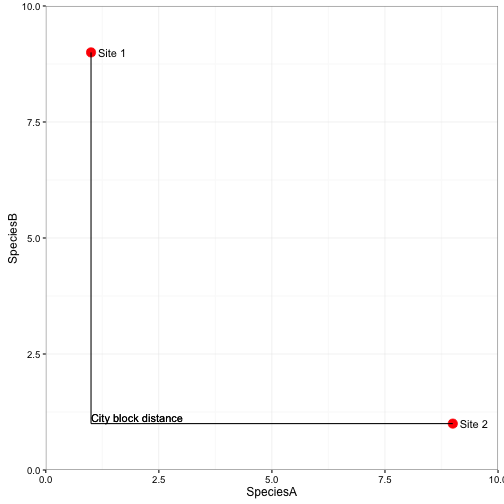 10.0
Site 1
7.5
SpeciesB
5.0
2.5
City block distance
Site 2
0.0
0.0 2.5 5.0 7.5 10.0
SpeciesA